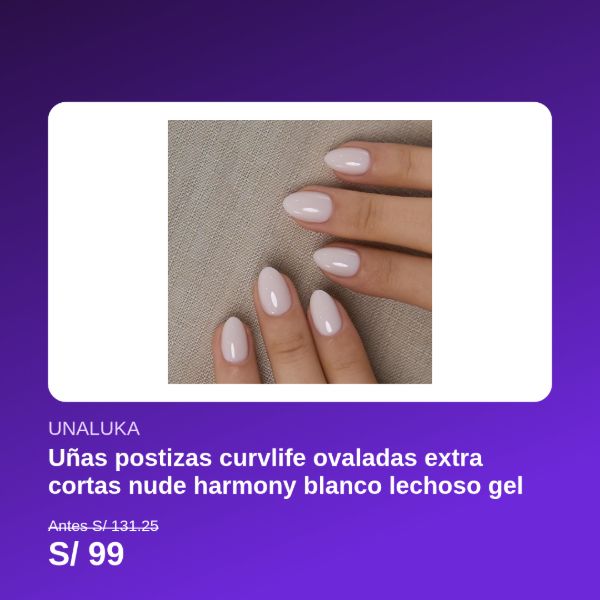 UNALUKA
Uñas postizas curvlife ovaladas extra
cortas nude harmony blanco lechoso gel
Antes S/ 131.25
S/ 99